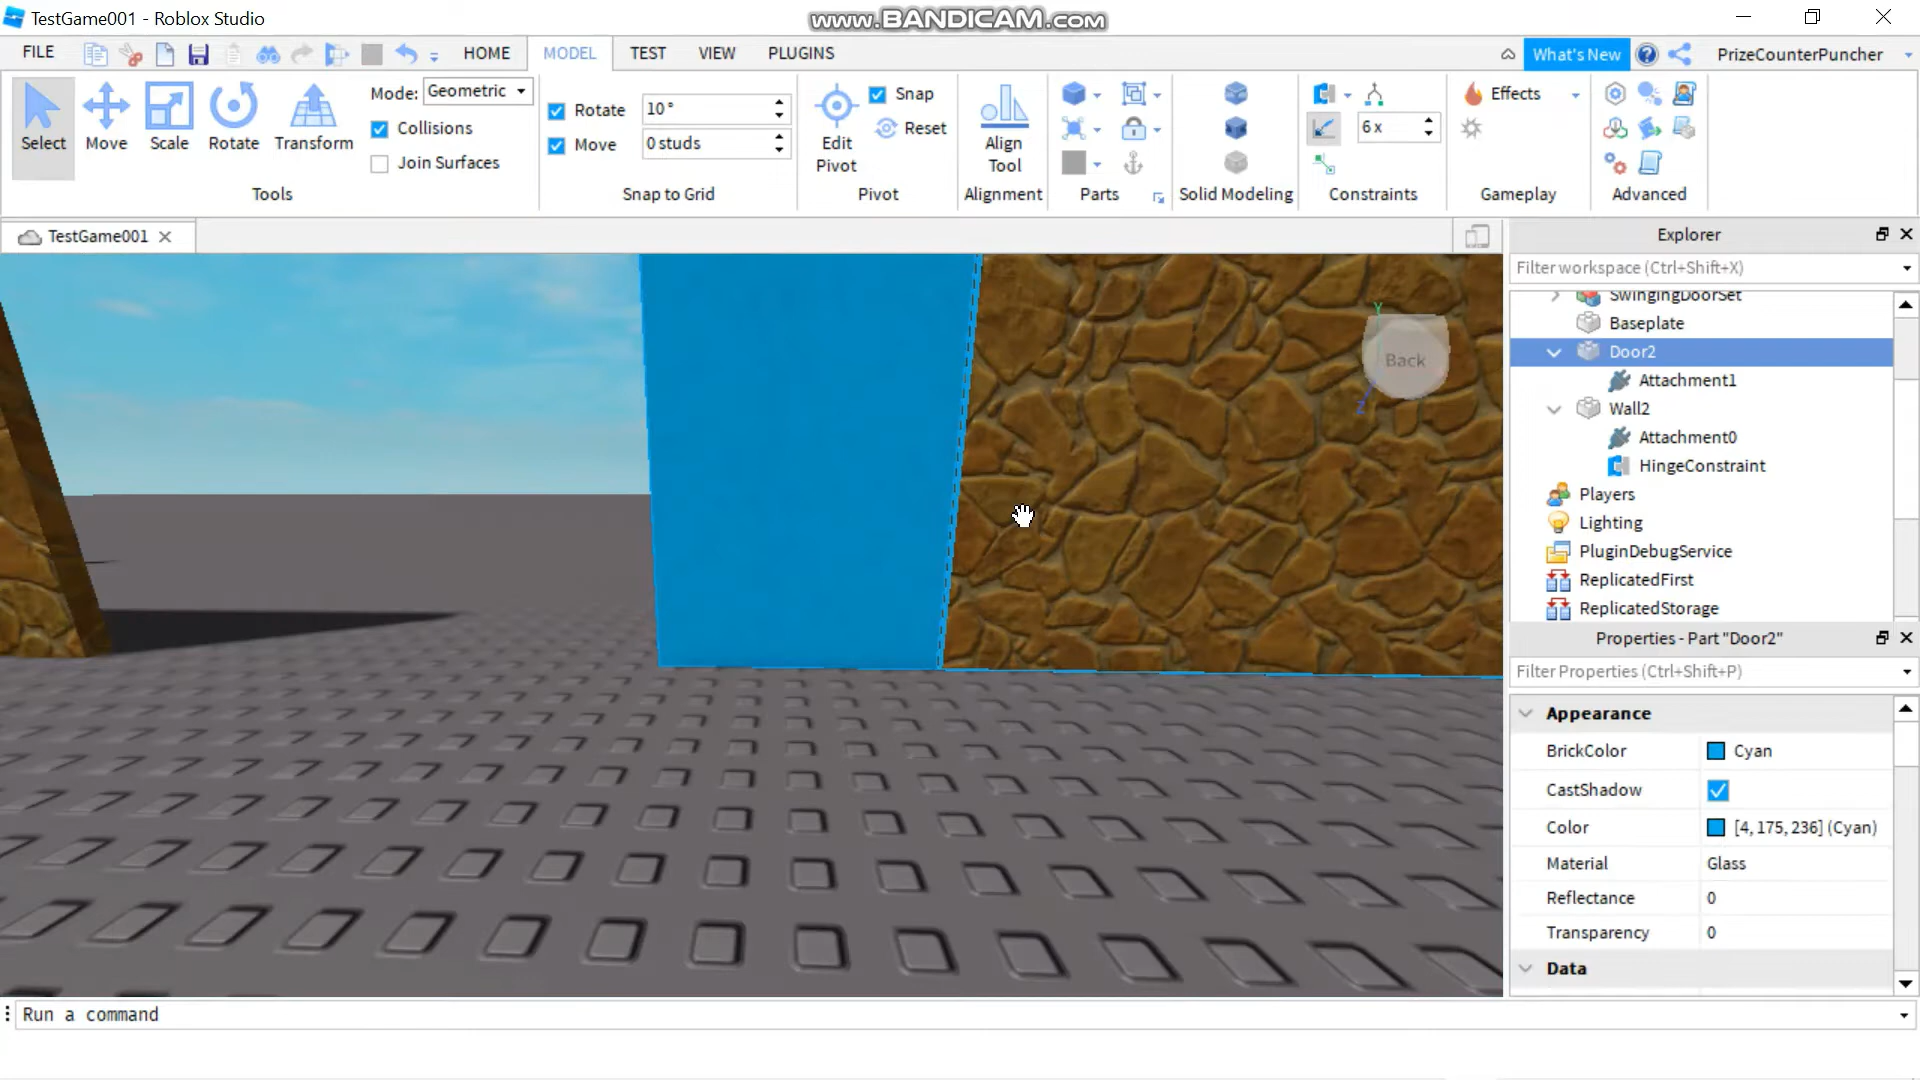 TestGame001 - Roblox Studio
www.BANDICAM.com
FILE HOME MODEL TEST VIEW PLUGINS
What's New PrizeCounterPuncher
Select Move Scale Rotate Transform
Mode: Geometric
Collisions
Join Surfaces
Tools
Rotate 10 °
Move 0 studs
Snap to Grid
Edit Pivot
Snap
Reset
Pivot
Align Tool
Alignment
Parts
Solid Modeling
6 x
Constraints
Effects
Gameplay
Advanced
TestGame001
Back
Y
Z
Explorer
Filter workspace (Ctrl+Shift+X)
SwingingDoorSet
Baseplate
Door2
Attachment1
Wall2
Attachment0
HingeConstraint
Players
Lighting
PluginDebugService
ReplicatedFirst
ReplicatedStorage
Properties - Part "Door2"
Filter Properties (Ctrl+Shift+P)
Appearance
BrickColor Cyan
CastShadow
Color [4, 175, 236] (Cyan)
Material Glass
Reflectance 0
Transparency 0
Data
Run a command